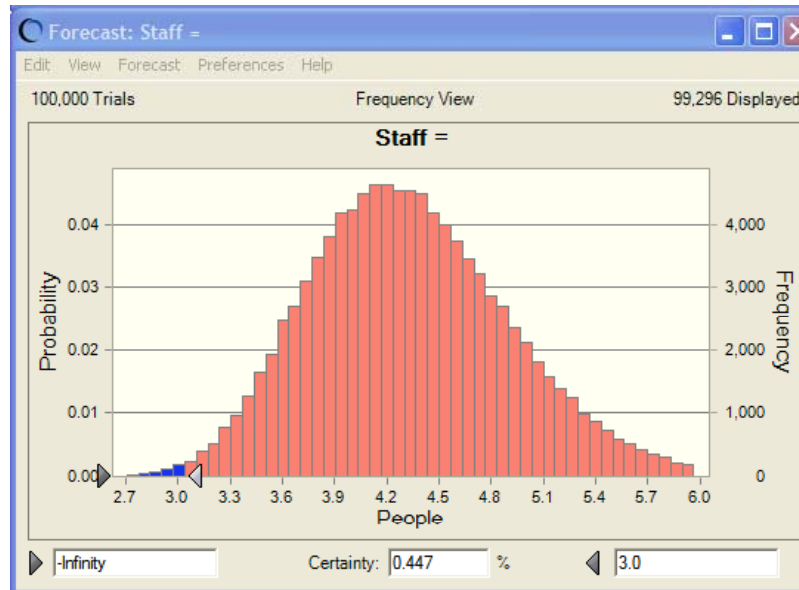 Forecast: Staff =
Edit View Forecast Preferences Help
100,000 Trials Frequency View 99,296 Displayed
Staff =
Probability
0.04
0.03
0.02
0.01
0.00
4,000
3,000
2,000
1,000
0
Frequency
2.7 3.0 3.3 3.6 3.9 4.2 4.5 4.8 5.1 5.4 5.7 6.0
People
-Infinity Certainty: 0.447 % 3.0